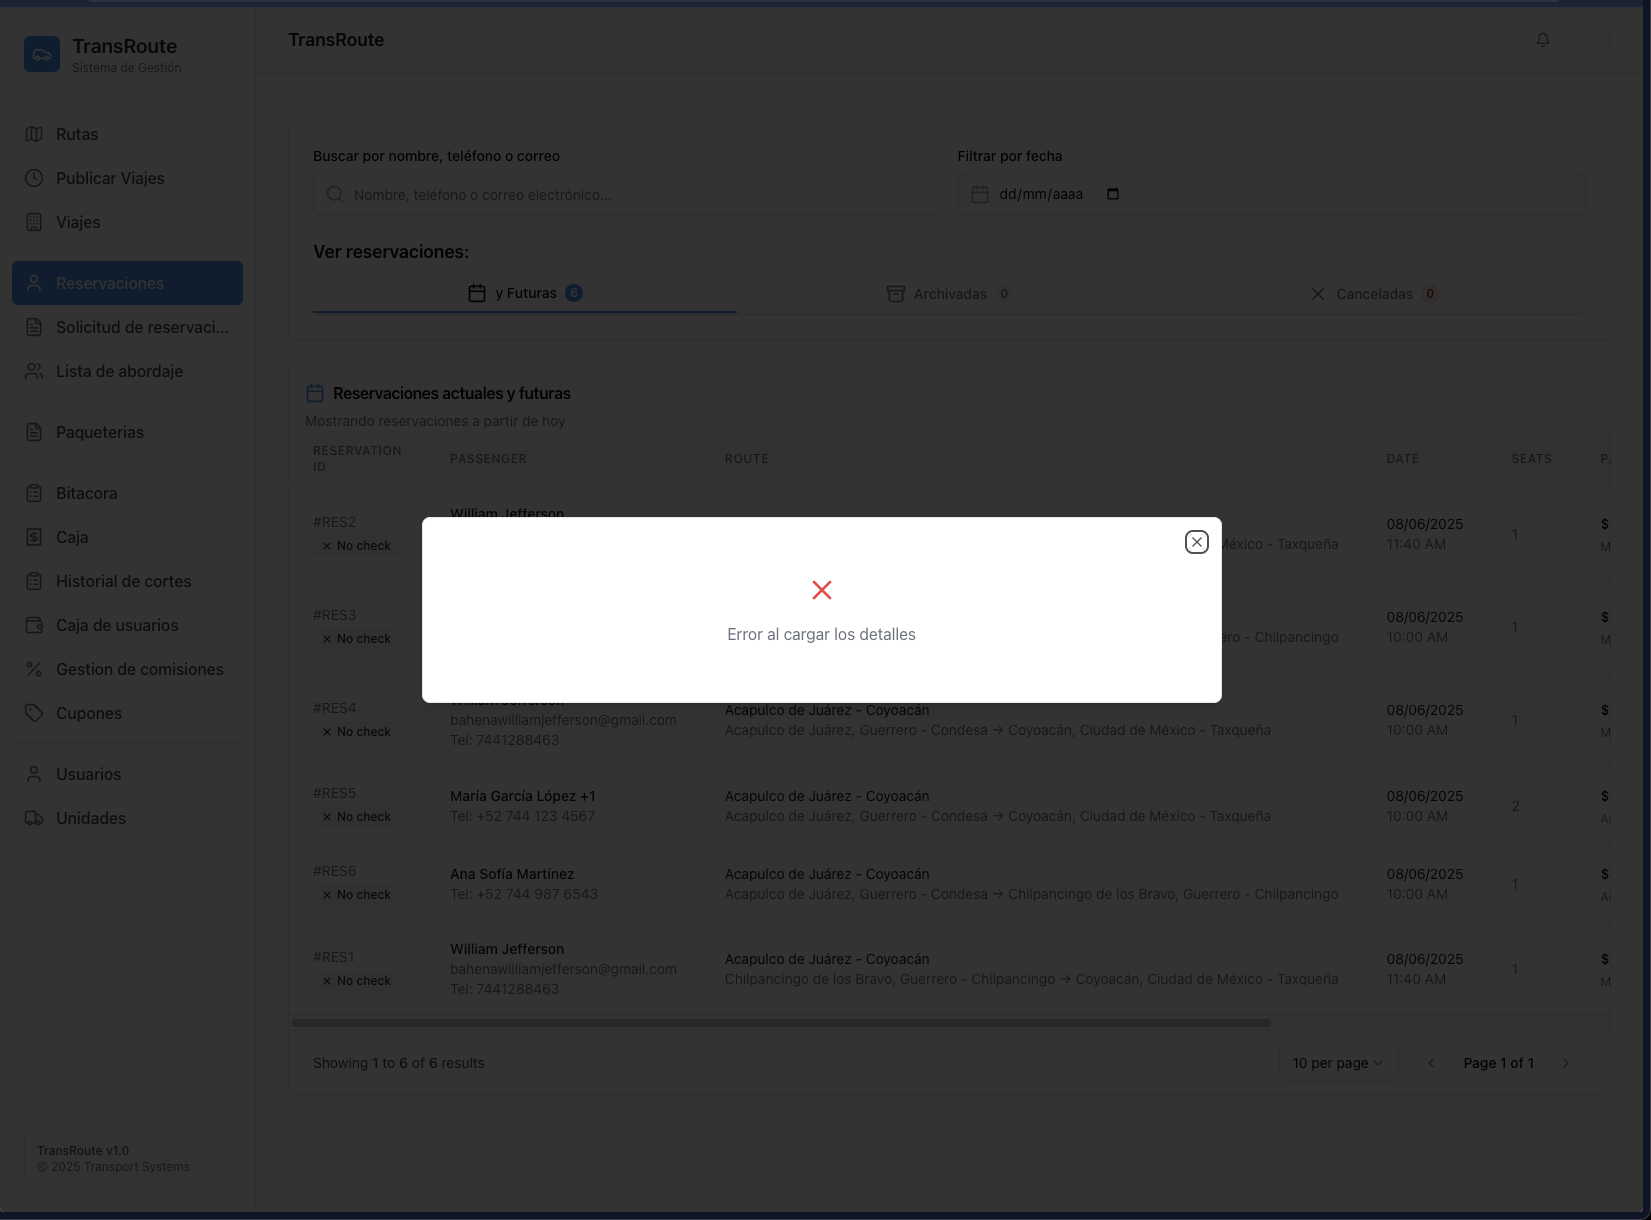 TransRoute
Sistema de Gestión
TransRoute
Rutas
Publicar Viajes
Viajes
Reservaciones
Solicitud de reservaci...
Lista de abordaje
Paqueterias
Bitacora
Caja
Historial de cortes
Caja de usuarios
Gestion de comisiones
Cupones
Usuarios
Unidades
TransRoute v1.0
© 2025 Transport Systems
Buscar por nombre, teléfono o correo
Nombre, teléfono o correo electrónico...
Filtrar por fecha
dd/mm/aaaa
Ver reservaciones:
y Futuras 6
Archivadas 0
Canceladas 0
Reservaciones actuales y futuras
Mostrando reservaciones a partir de hoy
RESERVATION ID PASSENGER ROUTE DATE SEATS
#RES2
No check
William Jefferson
México - Taxqueña
08/06/2025
11:40 AM
1
$
#RES3
No check
- Chilpancingo
08/06/2025
10:00 AM
1
$
Error al cargar los detalles
#RES4
No check
William Jefferson
bahenawilliamjefferson@gmail.com
Tel: 7441288463
Acapulco de Juárez - Coyoacán
Acapulco de Juárez, Guerrero - Condesa → Coyoacán, Ciudad de México - Taxqueña
08/06/2025
10:00 AM
1
$
#RES5
No check
María García López +1
Tel: +52 744 123 4567
Acapulco de Juárez - Coyoacán
Acapulco de Juárez, Guerrero - Condesa → Coyoacán, Ciudad de México - Taxqueña
08/06/2025
10:00 AM
2
$
#RES6
No check
Ana Sofía Martínez
Tel: +52 744 987 6543
Acapulco de Juárez - Coyoacán
Acapulco de Juárez, Guerrero - Condesa → Chilpancingo de los Bravo, Guerrero - Chilpancingo
08/06/2025
10:00 AM
1
$
#RES1
No check
William Jefferson
bahenawilliamjefferson@gmail.com
Tel: 7441288463
Acapulco de Juárez - Coyoacán
Chilpancingo de los Bravo, Guerrero - Chilpancingo → Coyoacán, Ciudad de México - Taxqueña
08/06/2025
11:40 AM
1
$
Showing 1 to 6 of 6 results
10 per page
Page 1 of 1